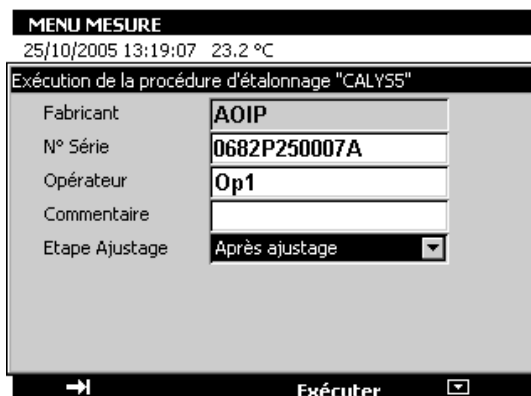 MENU MESURE
25/10/2005 13:19:07 23.2 °C
Exécution de la procédure d'étalonnage "CALYS5"
Fabricant AOIP
N° Série 0682P250007A
Opérateur Op1
Commentaire
Etape Ajustage Après ajustage
Exécuter